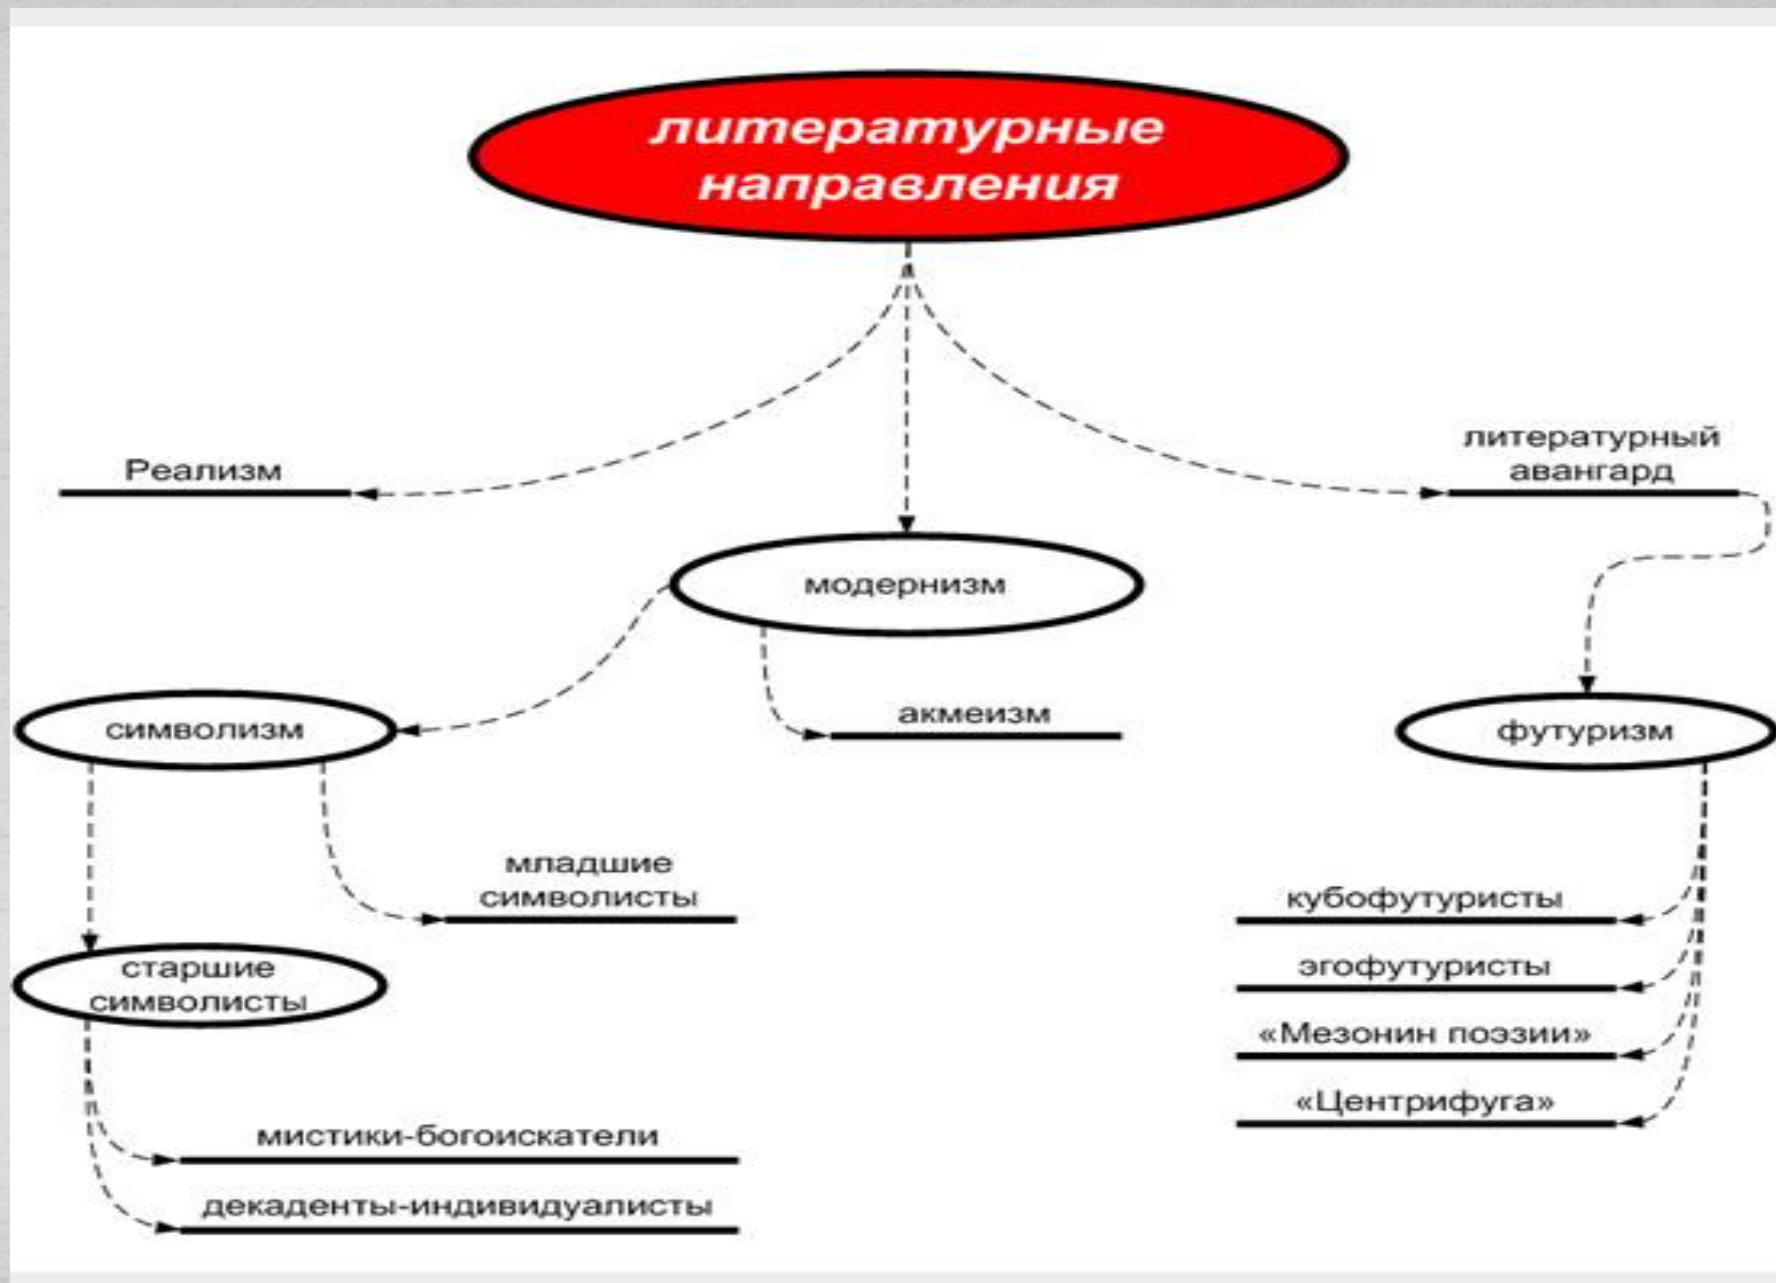 литературные
направления
Реализм
литературный
авангард
модернизм
символизм
акмеизм
футуризм
младшие
символисты
старшие
символисты
кубофутуристы
эгофутуристы
«Мезонин поэзии»
«Центрифуга»
мистики-богоискатели
декаденты-индивидуалисты